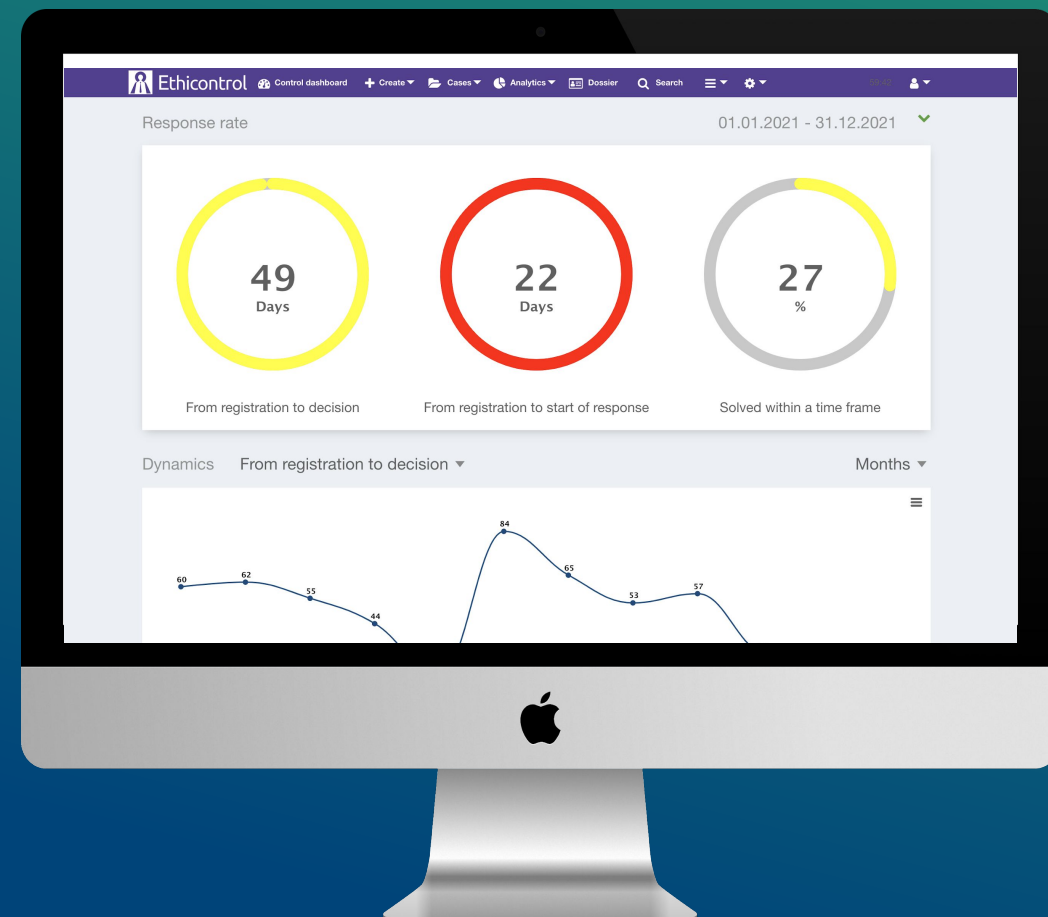 Ethicontrol Control dashboard Create Cases Analytics Dossier Search
Response rate 01.01.2021 - 31.12.2021
49 22 27
Days Days %
From registration to decision From registration to start of response Solved within a time frame
Dynamics From registration to decision Months
84
65
60 62 55 53 57
44